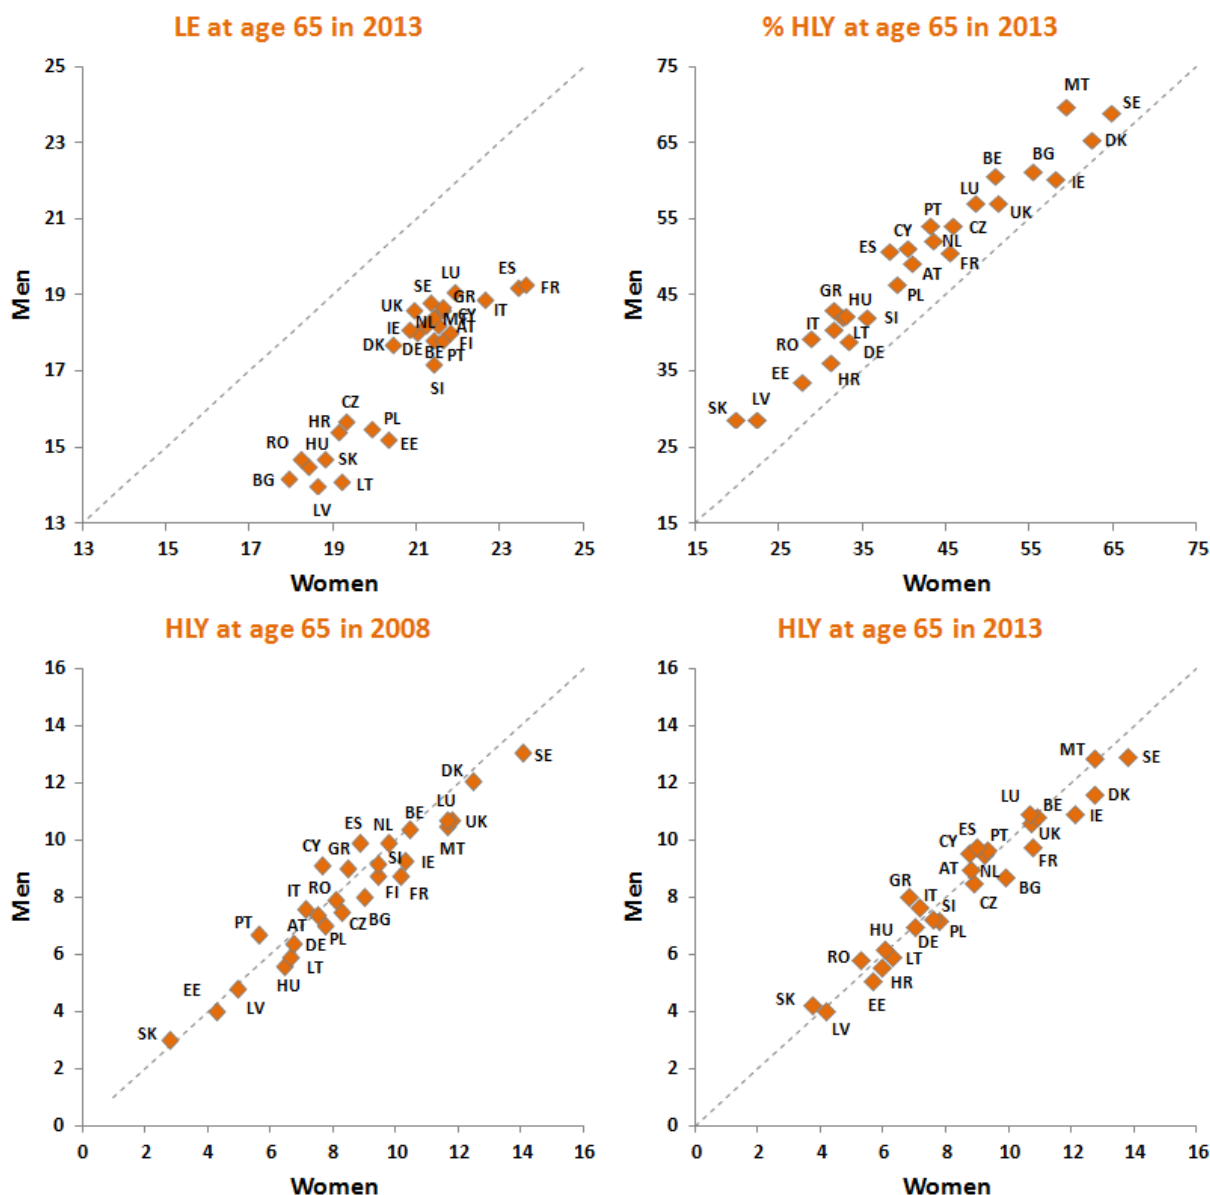 LE at age 65 in 2013
25
23
21
19
17
15
13
Men
ES
FR
LU
SE
GR
IT
UK
CY
MT
NL
IE
AT
DK
DE
BE
FI
PT
SI
CZ
HR
PL
RO
HU
EE
SK
BG
LT
LV
13 15 17 19 21 23 25
Women
% HLY at age 65 in 2013
75
65
55
45
35
25
15
Men
MT
SE
DK
BE
BG
IE
LU
UK
PT
CZ
CY
NL
ES
FR
AT
PL
GR
HU
SI
IT
LT
RO
DE
EE
HR
SK
LV
15 25 35 45 55 65 75
Women
HLY at age 65 in 2008
16
14
12
10
8
6
4
2
0
Men
SE
DK
LU
BE
UK
ES
NL
MT
CY
GR
SI
IE
IT
RO
FI
FR
PT
AT
CZ
BG
DE
PL
LT
HU
EE
LV
SK
0 2 4 6 8 10 12 14 16
Women
HLY at age 65 in 2013
16
14
12
10
8
6
4
2
0
Men
MT
SE
LU
BE
DK
IE
ES
PT
UK
CY
FR
AT
NL
GR
IT
BG
SI
CZ
HU
DE
PL
RO
LT
HR
SK
EE
LV
0 2 4 6 8 10 12 14 16
Women